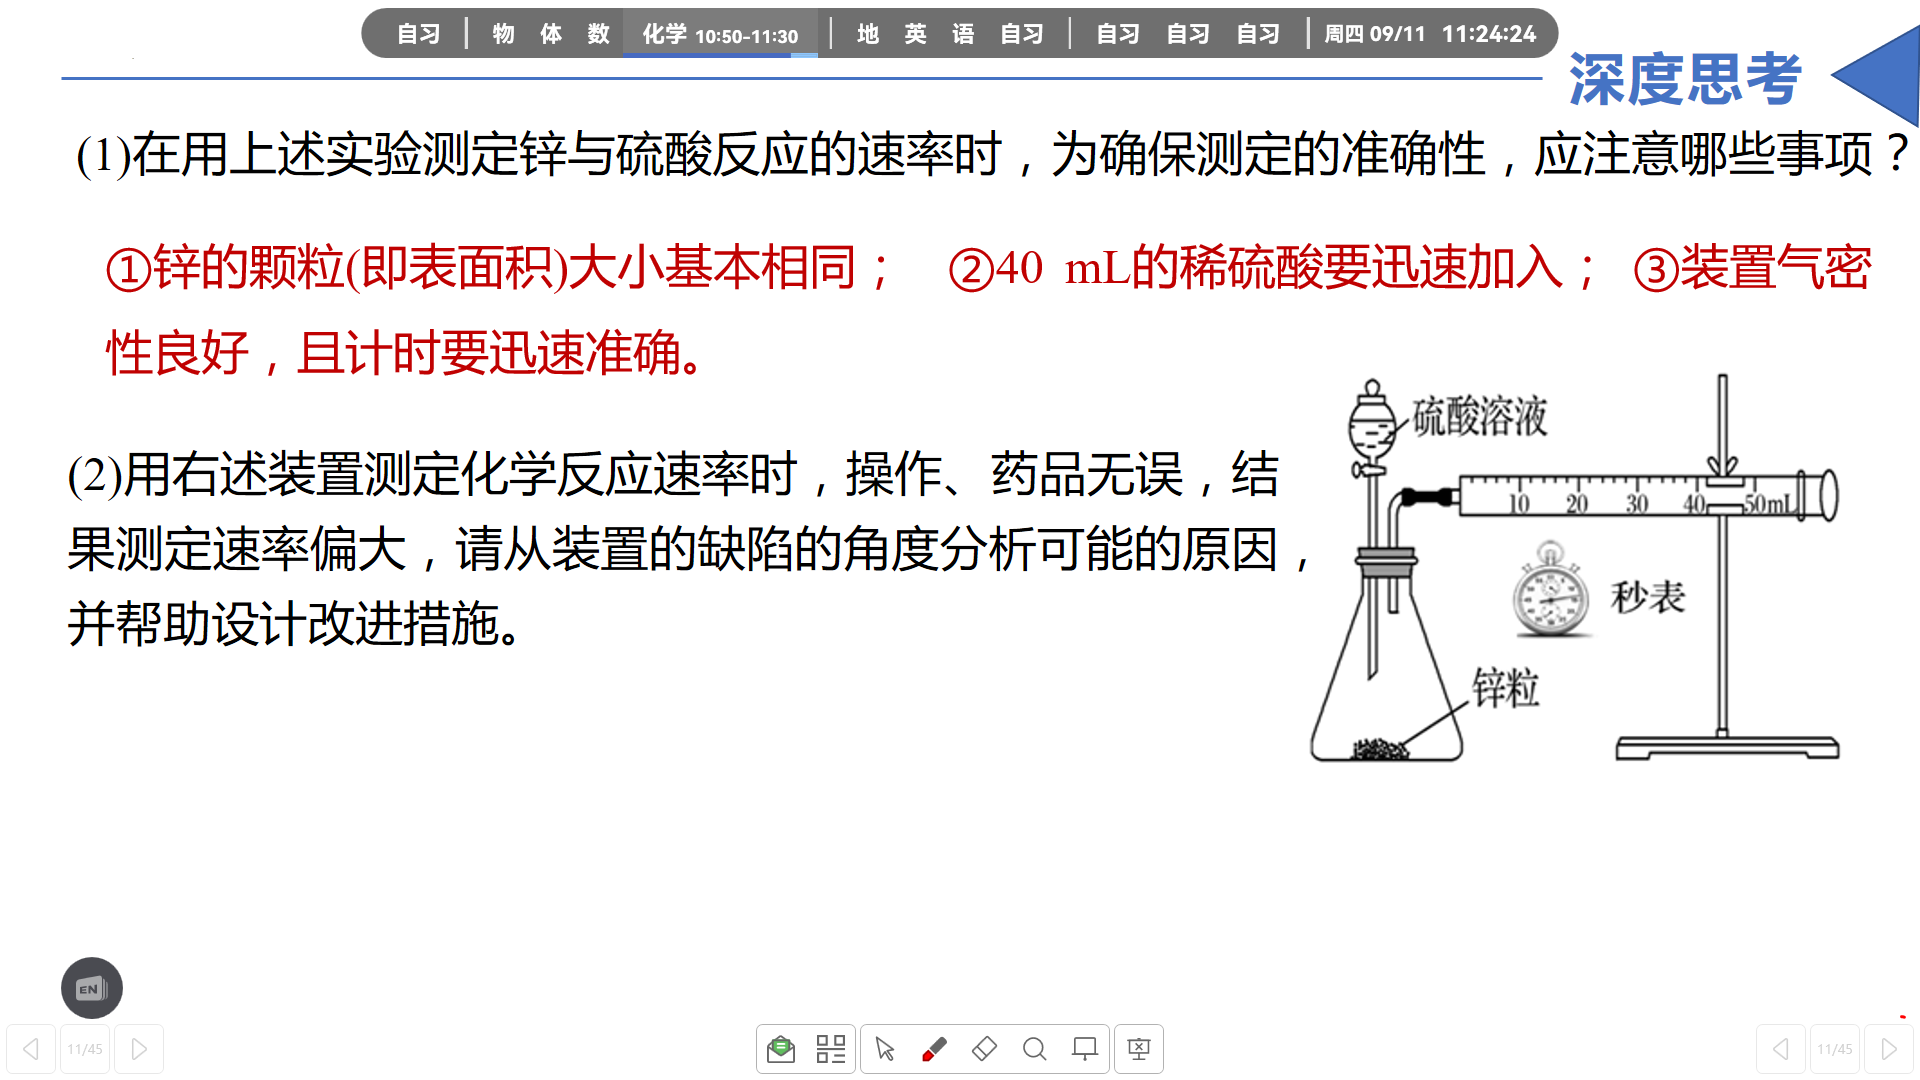 自习 | 物 体 数 化学 10:50-11:30 | 地 英 语 自习 | 自习 自习 自习 | 周四 09/11 11:24:24
深度思考
(1)在用上述实验测定锌与硫酸反应的速率时，为确保测定的准确性，应注意哪些事项？
①锌的颗粒(即表面积)大小基本相同； ②40 mL的稀硫酸要迅速加入； ③装置气密
性良好，且计时要迅速准确。
(2)用右述装置测定化学反应速率时，操作、药品无误，结
果测定速率偏大，请从装置的缺陷的角度分析可能的原因，
并帮助设计改进措施。
硫酸溶液
10 20 30 40 50mL
秒表
锌粒
EN
11/45
11/45